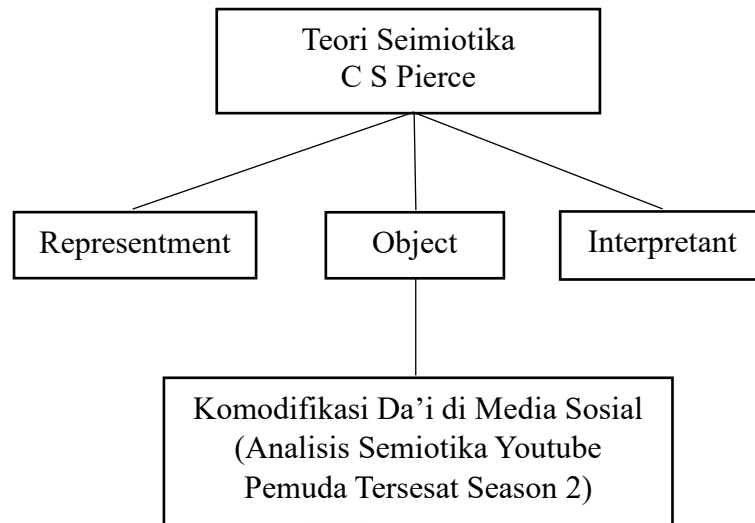 Teori Seimiotika
C S Pierce
Representment
Object
Interpretant
Komodifikasi Da’i di Media Sosial
(Analisis Semiotika Youtube
Pemuda Tersesat Season 2)